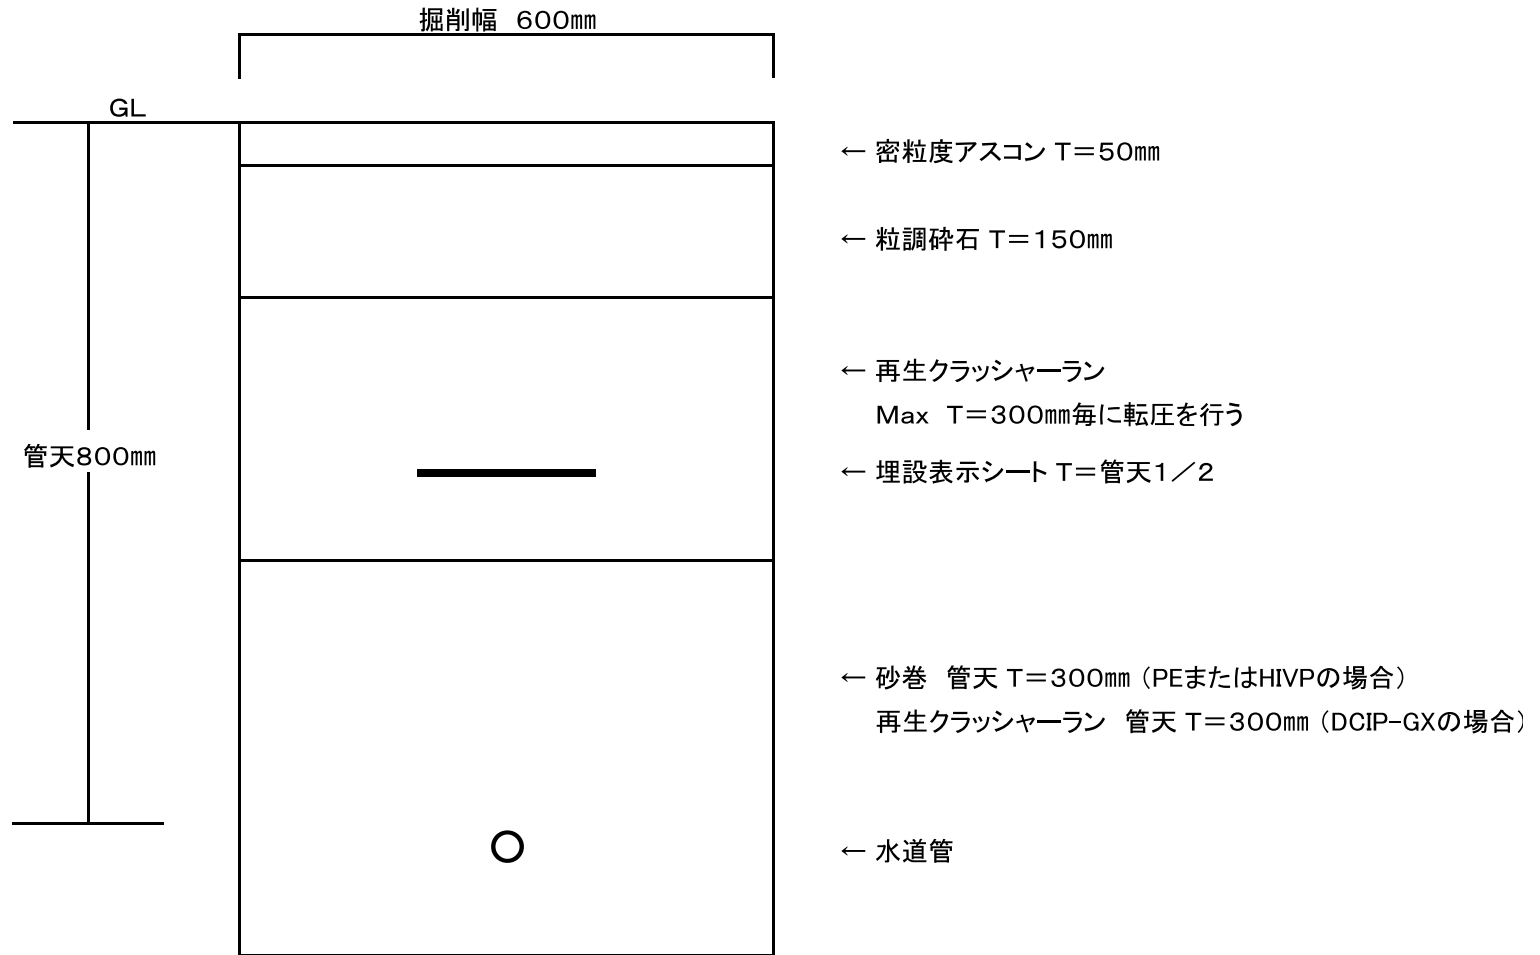 掘削幅　600㎜
GL
← 密粒度アスコン T＝50㎜
← 粒調砕石 T＝150㎜
← 再生クラッシャーラン
Max　T＝300㎜毎に転圧を行う
管天800㎜
← 埋設表示シート T＝管天1／2
← 砂巻　管天 T＝300㎜（PEまたはHIVPの場合）
再生クラッシャーラン　管天 T＝300㎜（DCIP−GXの場合）
← 水道管